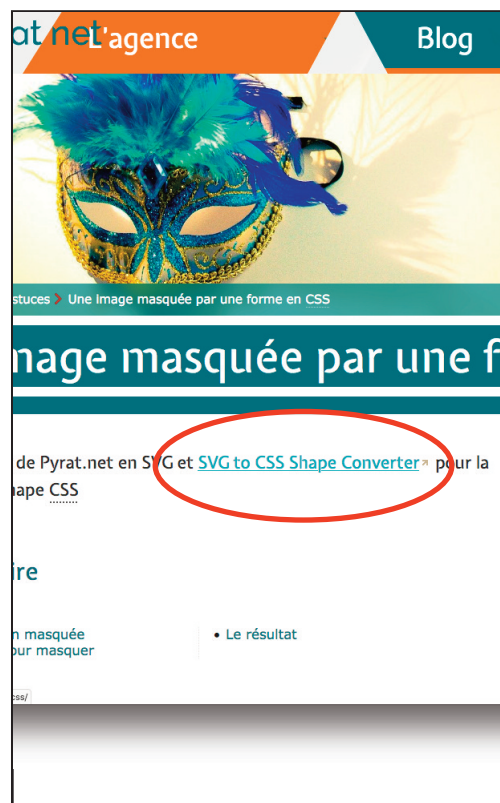 at net
L'agence
Blog
stuces > Une image masquée par une forme en CSS
mage masquée par une f
de Pyrat.net en SVG et SVG to CSS Shape Converter pour la
hape CSS
ire
n masquée
our masquer
• Le résultat
css/